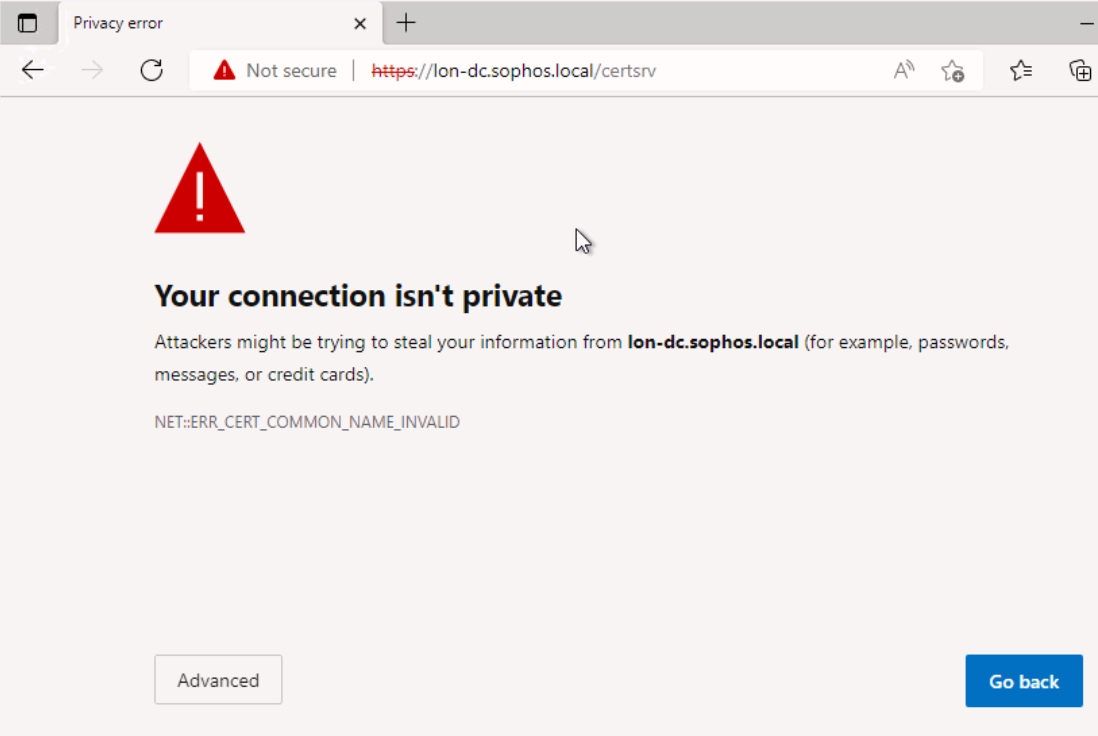 Privacy error
Not secure https://lon-dc.sophos.local/certsrv
Your connection isn't private
Attackers might be trying to steal your information from lon-dc.sophos.local (for example, passwords,
messages, or credit cards).
NET::ERR_CERT_COMMON_NAME_INVALID
Advanced
Go back